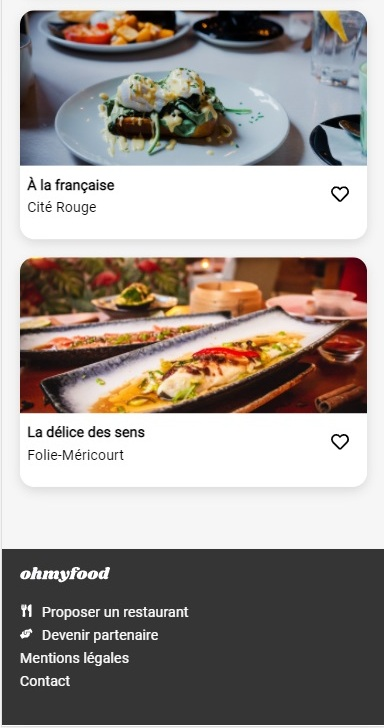 À la française
Cité Rouge
La délice des sens
Folie-Méricourt
ohmyfood
Proposer un restaurant
Devenir partenaire
Mentions légales
Contact